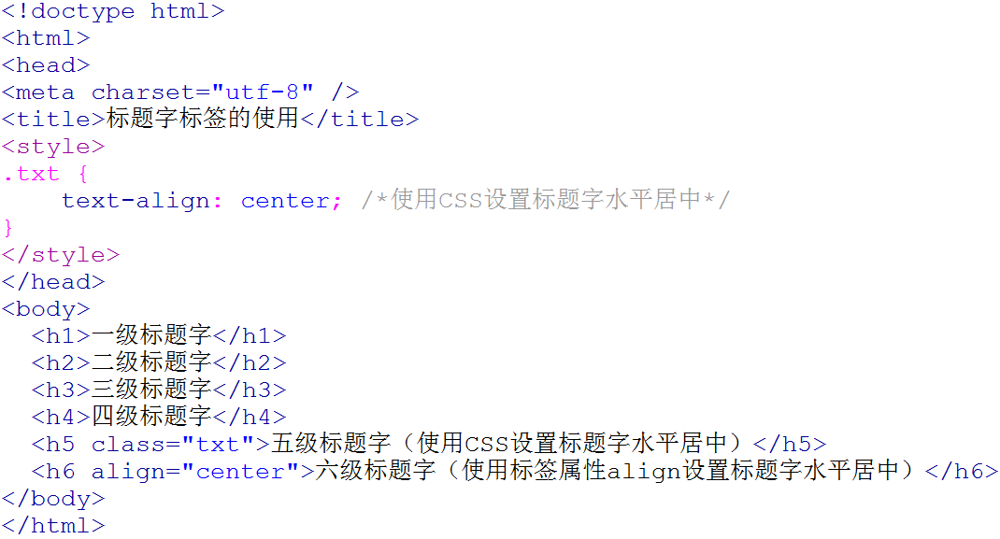 <!doctype html>
<html>
<head>
<meta charset="utf-8" />
<title>标题字标签的使用</title>
<style>
.txt {
    text-align: center; /*使用CSS设置标题字水平居中*/
}
</style>
</head>
<body>
  <h1>一级标题字</h1>
  <h2>二级标题字</h2>
  <h3>三级标题字</h3>
  <h4>四级标题字</h4>
  <h5 class="txt">五级标题字（使用CSS设置标题字水平居中）</h5>
  <h6 align="center">六级标题字（使用标签属性align设置标题字水平居中）</h6>
</body>
</html>